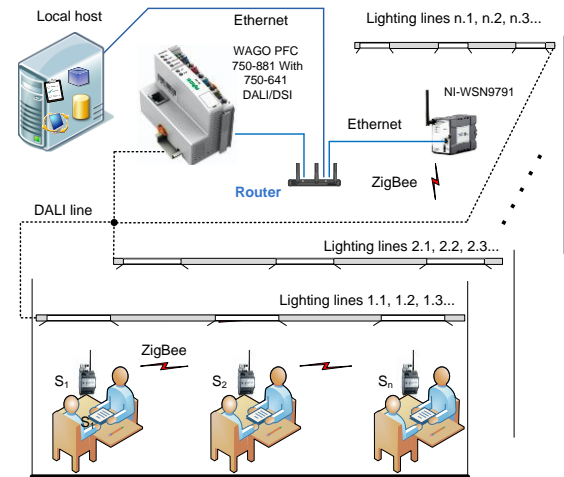 Local host
Ethernet
Lighting lines n.1, n.2, n.3...
WAGO PFC
750-881 With
750-641
DALI/DSI
NI-WSN9791
Ethernet
Router
ZigBee
DALI line
Lighting lines 2.1, 2.2, 2.3...
Lighting lines 1.1, 1.2, 1.3...
ZigBee
S1
S2
Sn
S1